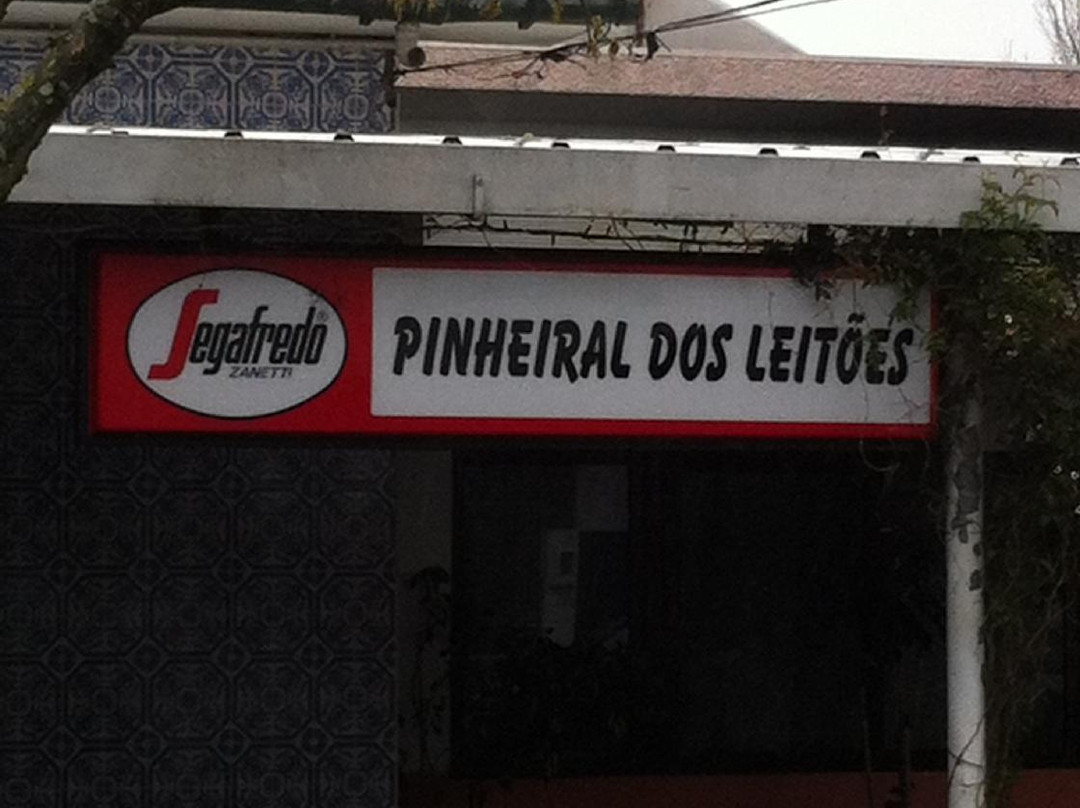 Segafredo®
ZANETTI
PINHEIRAL DOS LEITÕES